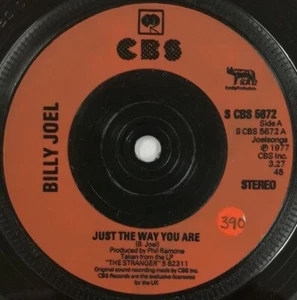 CBS
BILLY JOEL
S CBS 5872
Side A
S CBS 5872 A
Joelsongs
℗ 1977
CBS Inc.
3.27
45
STEREO
390
JUST THE WAY YOU ARE
(B. Joel)
Produced by Phil Ramone
Taken from the LP
"THE STRANGER" S 82311
Original sound recording made by CBS Inc.
CBS Records are the exclusive licensees
for the UK